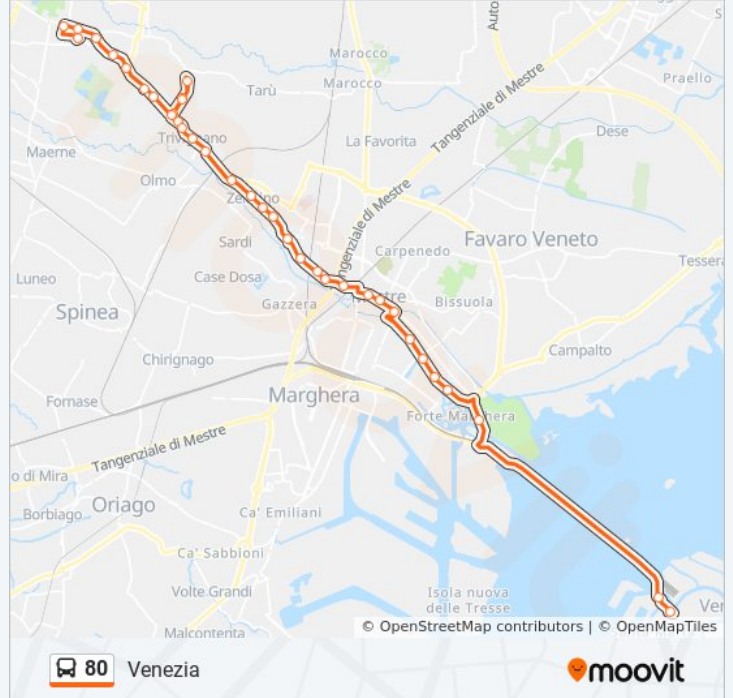 Auto
Marocco
Marocco
Tarù
Praello
Tangenziale di Mestre
Dese
Trivignano
La Favorita
Maerne
Olmo
Tangenziale di Mestre
Favaro Veneto
Sardi
Carpenedo
Tessera
Luneo
Case Dosa
Gazzera
Mestre
Bissuola
Spinea
Chirignago
Campalto
Marghera
Fornase
Forte Marghera
Tangenziale di Mestre
o di Mira
Oriago
Borbiago
Ca' Emiliani
Ca' Sabbioni
Volte Grandi
Isola nuova
delle Tresse
Ver
Malcontenta
© OpenStreetMap contributors | © OpenMapTiles
80 Venezia
moovit